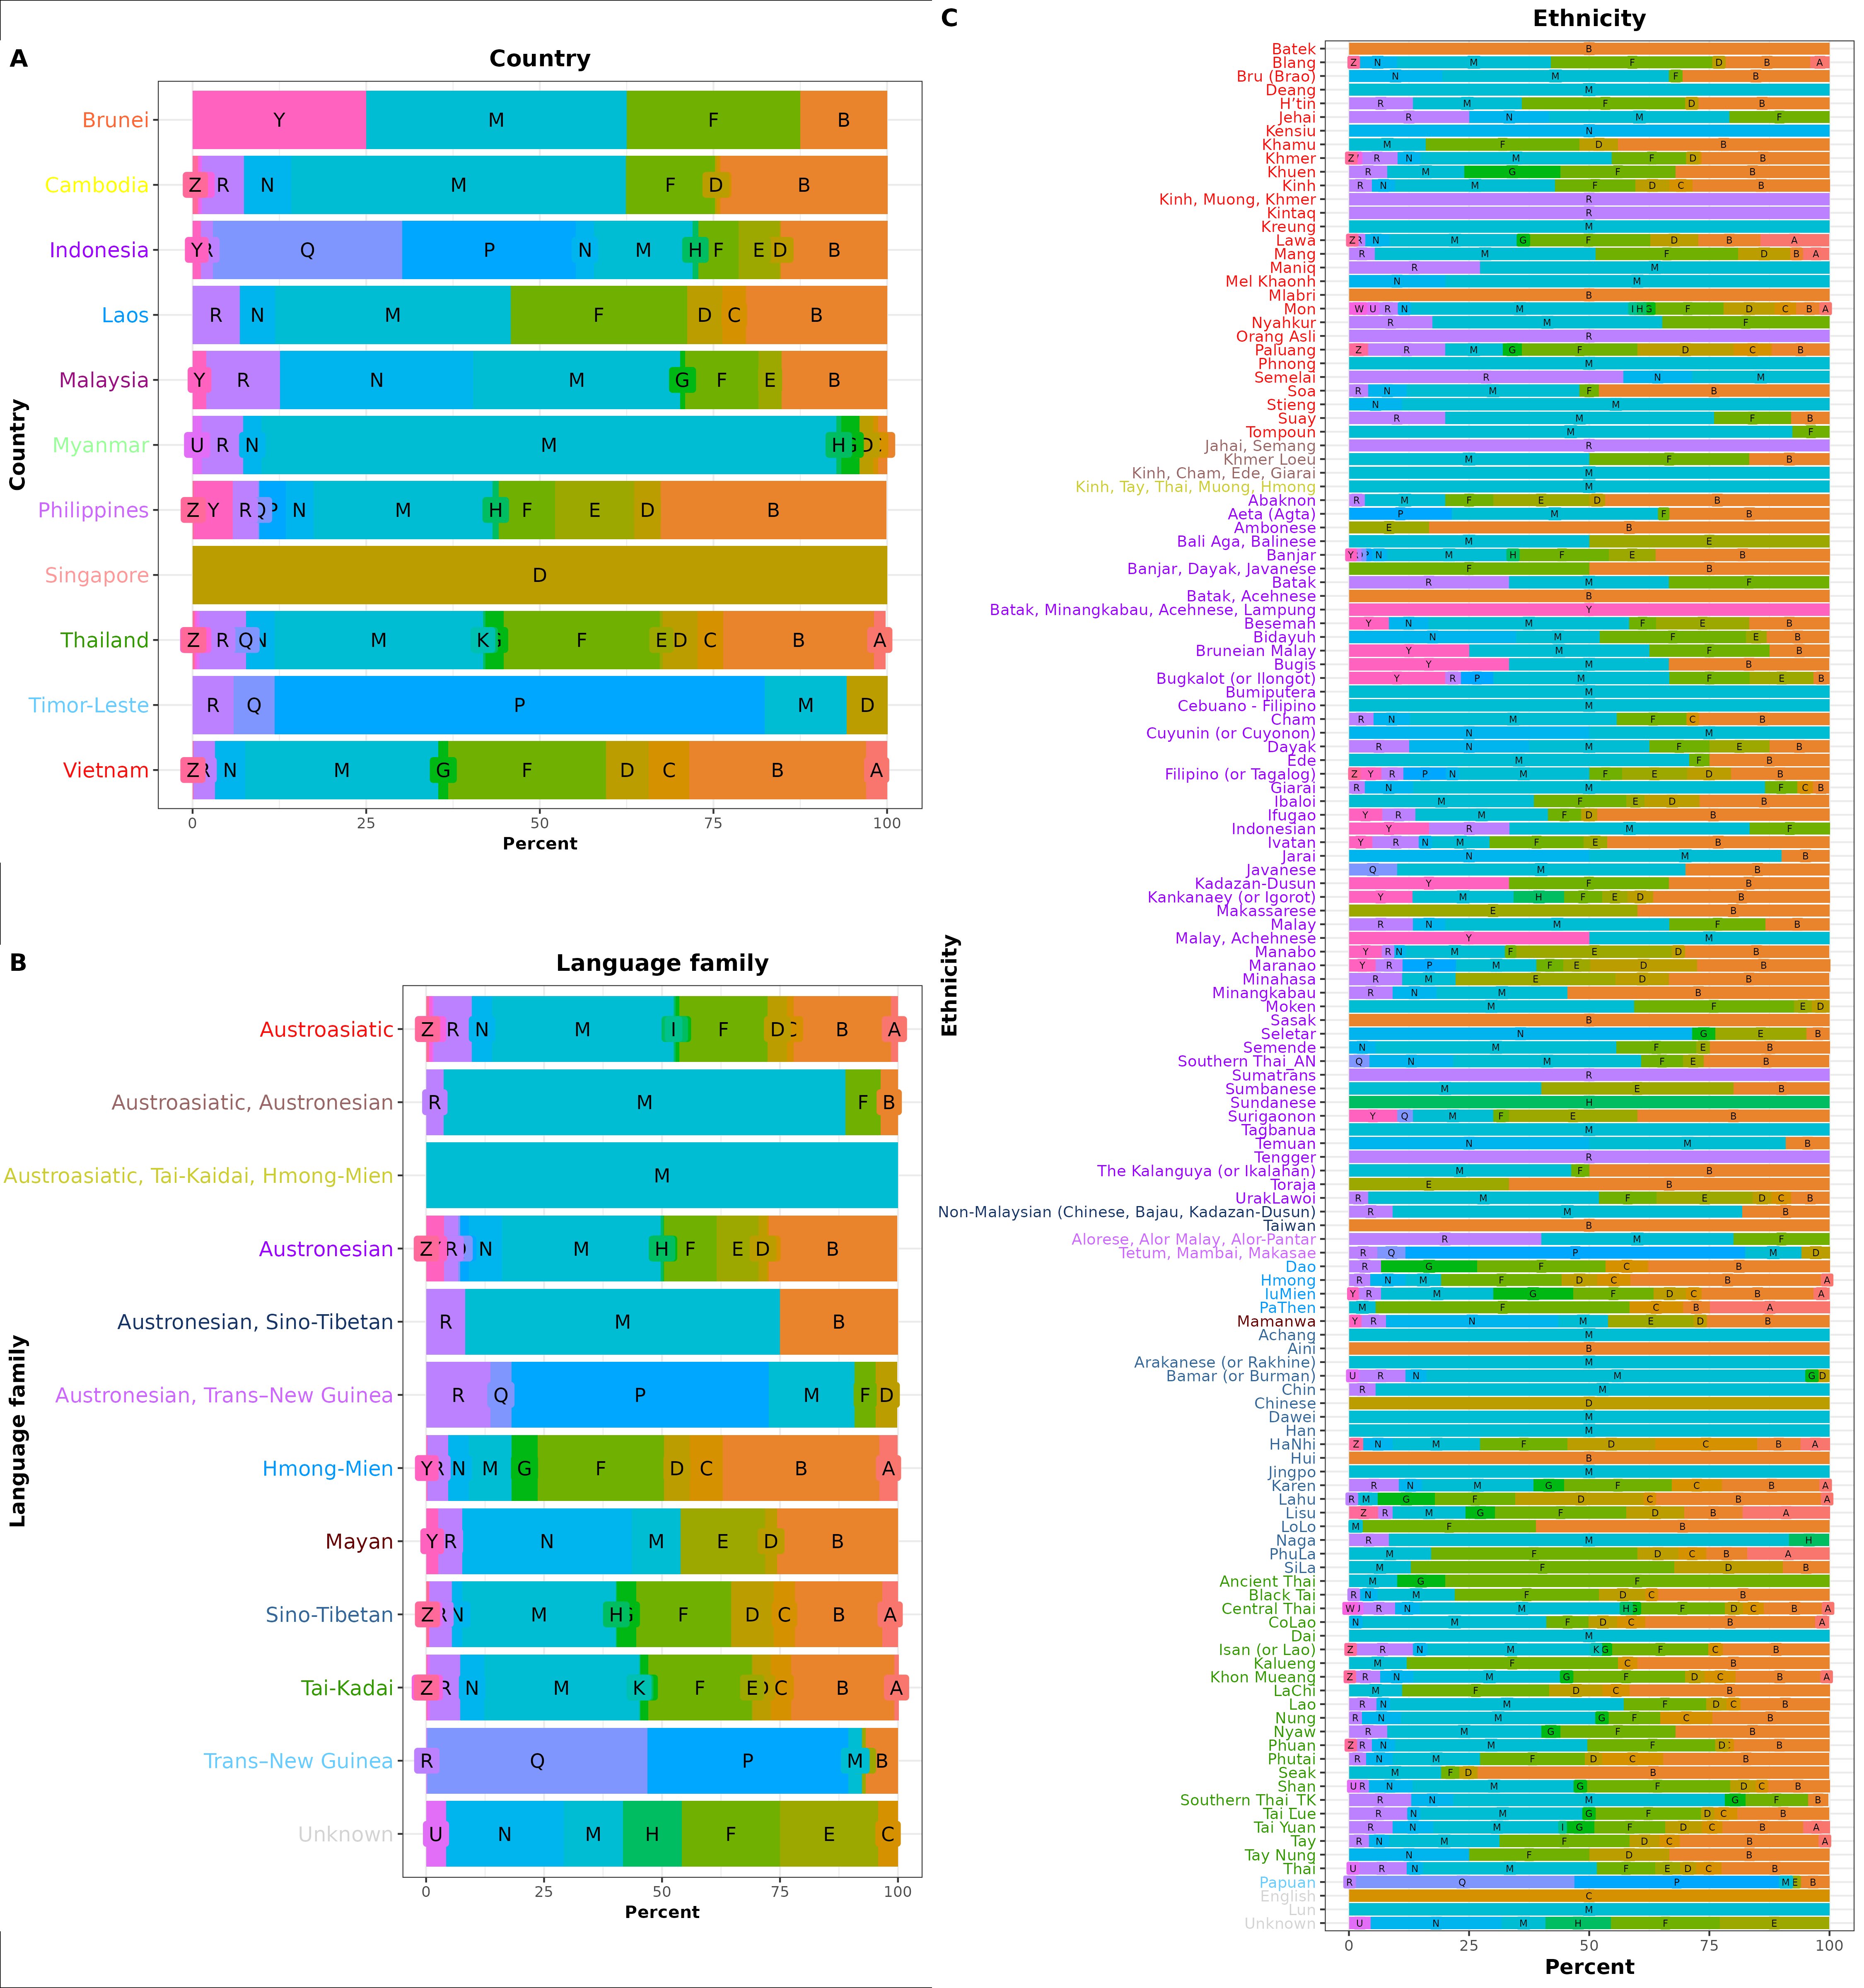 A
Country
Country
Brunei
Y M F B
Cambodia
Z R N M F D B
Indonesia
Y R Q P N M H F E D B
Laos
R N M F D C B
Malaysia
Y R N M G F E B
Myanmar
U R N M H G D
Philippines
Z Y R Q P N M H F E D B
Singapore
D
Thailand
Z R Q N M K G F E D C B A
Timor-Leste
R Q P M D
Vietnam
Z R N M G F D C B A
0 25 50 75 100
Percent
B
Language family
Language family
Austroasiatic
Z R N M I F D C B A
Austroasiatic, Austronesian
R M F B
Austroasiatic, Tai-Kaidai, Hmong-Mien
M
Austronesian
Z R N M H F E D B
Austronesian, Sino-Tibetan
R M B
Austronesian, Trans–New Guinea
R Q P M F D
Hmong-Mien
Y R N M G F D C B A
Mayan
Y R N M E D B
Sino-Tibetan
Z R N M H G F D C B A
Tai-Kadai
Z R N M K F E D C B A
Trans–New Guinea
R Q P M B
Unknown
U N M H F E C
0 25 50 75 100
Percent
C
Ethnicity
Ethnicity
Batek
B
Blang
Z N M F D B A
Bru (Brao)
N M F B
Deang
M
H'tin
R M F D B
Jehai
R N M F
Kensiu
N
Khamu
M F D B
Khmer
Z R N M F D B
Khuen
R M G F B
Kinh
R N M F D C B
Kinh, Muong, Khmer
R
Kintaq
R
Kreung
M
Lawa
Z R N M G F D B A
Mang
R M F D B A
Maniq
R M
Mel Khaonh
N M
Mlabri
B
Mon
W U R N M I H G F D C B A
Nyahkur
R M F
Orang Asli
R
Paluang
Z R M G F D C B
Phnong
M
Semelai
R N M
Soa
R N M F B
Stieng
N M
Suay
R M F B
Tompoun
M F
Jahai, Semang
R
Khmer Loeu
M F B
Kinh, Cham, Ede, Giarai
M
Kinh, Tay, Thai, Muong, Hmong
M
Abaknon
R M F E D B
Aeta (Agta)
P M F B
Ambonese
E B
Bali Aga, Balinese
M E
Banjar
Y P N M H F E B
Banjar, Dayak, Javanese
F B
Batak
R M F
Batak, Acehnese
B
Batak, Minangkabau, Acehnese, Lampung
Y
Beseman
Y N M F E B
Bidayuh
N M F E B
Bruneian Malay
Y M F B
Bugis
Y M B
Bugkalot (or Ilongot)
Y R P M F E B
Bumiputera
M
Cebuano - Filipino
M
Cham
R N M F C B
Cuyunin (or Cuyonon)
N M
Dayak
R N M F E B
Ede
M F B
Filipino (or Tagalog)
Z Y R P N M F E D B
Giarai
R N M F C B
Ibaloi
M F E D B
Ifugao
Y R M F D B
Indonesian
Y R M F
Ivatan
Y R N M F E B
Jarai
N M B
Javanese
Q M B
Kadazan-Dusun
Y F B
Kankanaey (or Igorot)
Y M H F E D B
Makassarese
E B
Malay
R N M F B
Malay, Achehnese
Y M
Manabo
Y R N M F E D B
Maranao
Y R P M F E D B
Minahasa
R M E D B
Minangkabau
R N M B
Moken
M F E D
Sasak
B
Seletar
N G E B
Semende
N M F E B
Southern Thai_AN
Q N M F E B
Sumatrans
R
Sumbanese
M E B
Sundanese
H
Surigaonon
Y Q M F E B
Tagbanua
M
Temuan
N M B
Tengger
R
The Kalanguya (or Ikalahan)
M F B
Toraja
E B
UrakLawoi
R M F E D C B
Non-Malaysian (Chinese, Bajau, Kadazan-Dusun)
R M B
Taiwan
B
Alorese, Alor Malay, Alor-Pantar
R M F
Tetum, Mambai, Makasae
R Q P M D
Dao
R G F C B
Hmong
R N M F D C B A
IuMien
Y R M G F D C B A
PaThen
M F C B A
Mamanwa
Y R N M E D B
Achang
M
Aini
B
Arakanese (or Rakhine)
M
Bamar (or Burman)
U R N M G D
Chin
R M
Chinese
D
Dawei
M
Han
M
HaNhi
Z N M F D C B A
Hui
B
Jingpo
M
Karen
R N M G F C B A
Lahu
R M G F D C B A
Lisu
Z R M G F D B A
LoLo
M F B
Naga
R M H
PhuLa
M F D C B A
SiLa
M F D B
Ancient Thai
M G F
Black Tai
R N M F D C B
Central Thai
W U R N M H G F D C B A
CoLao
N M F D C B A
Dai
M
Isan (or Lao)
Z R N M K G F C B
Kalueng
M F C B
Khon Mueang
Z R N M G F D C B A
LaChi
M F D C B
Lao
R N M F D C B
Nung
R N M G F C B
Nyaw
R M G F B
Phuan
Z R N M F D B
Phutai
R N M F D C B
Seak
M F D B
Shan
U R N M G F D C B
Southern Thai_TK
R N M G F B
Tai Lue
R N M G F D C B
Tai Yuan
R N M I G F D C B A
Tay
R N M F D C B A
Tay Nung
N F D B
Thai
U R N M F E D C B
Papuan
R Q P M E B
English
C
Lun
M
Unknown
U N M H F E
0 25 50 75 100
Percent